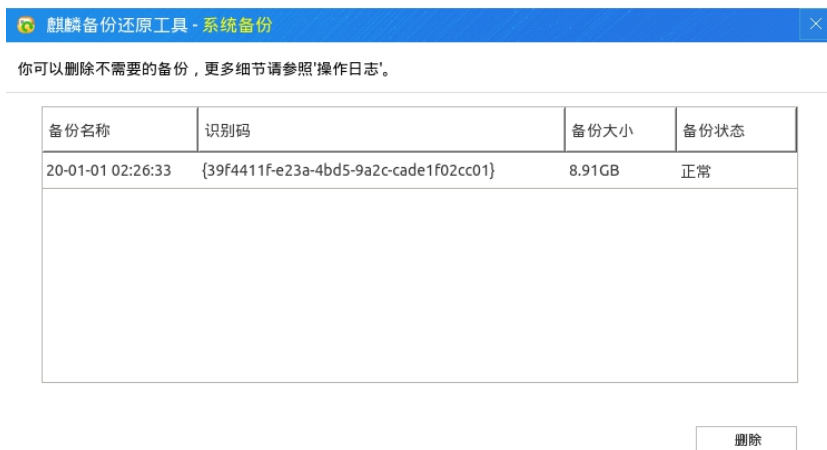 麒麟备份还原工具 - 系统备份
你可以删除不需要的备份，更多细节请参照'操作日志'。
备份名称 识别码 备份大小 备份状态
20-01-01 02:26:33 {39f4411f-e23a-4bd5-9a2c-cade1f02cc01} 8.91GB 正常
删除